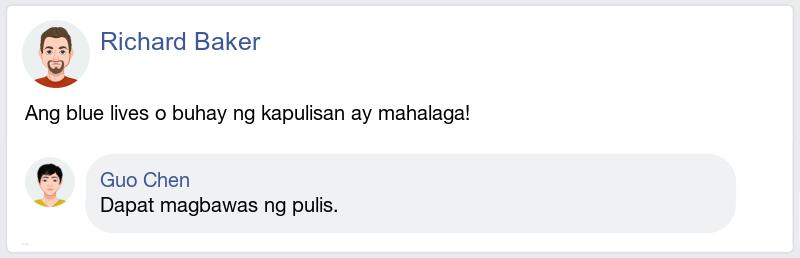 Richard Baker
Ang blue lives o buhay ng kapulisan ay mahalaga!
Guo Chen
Dapat magbawas ng pulis.